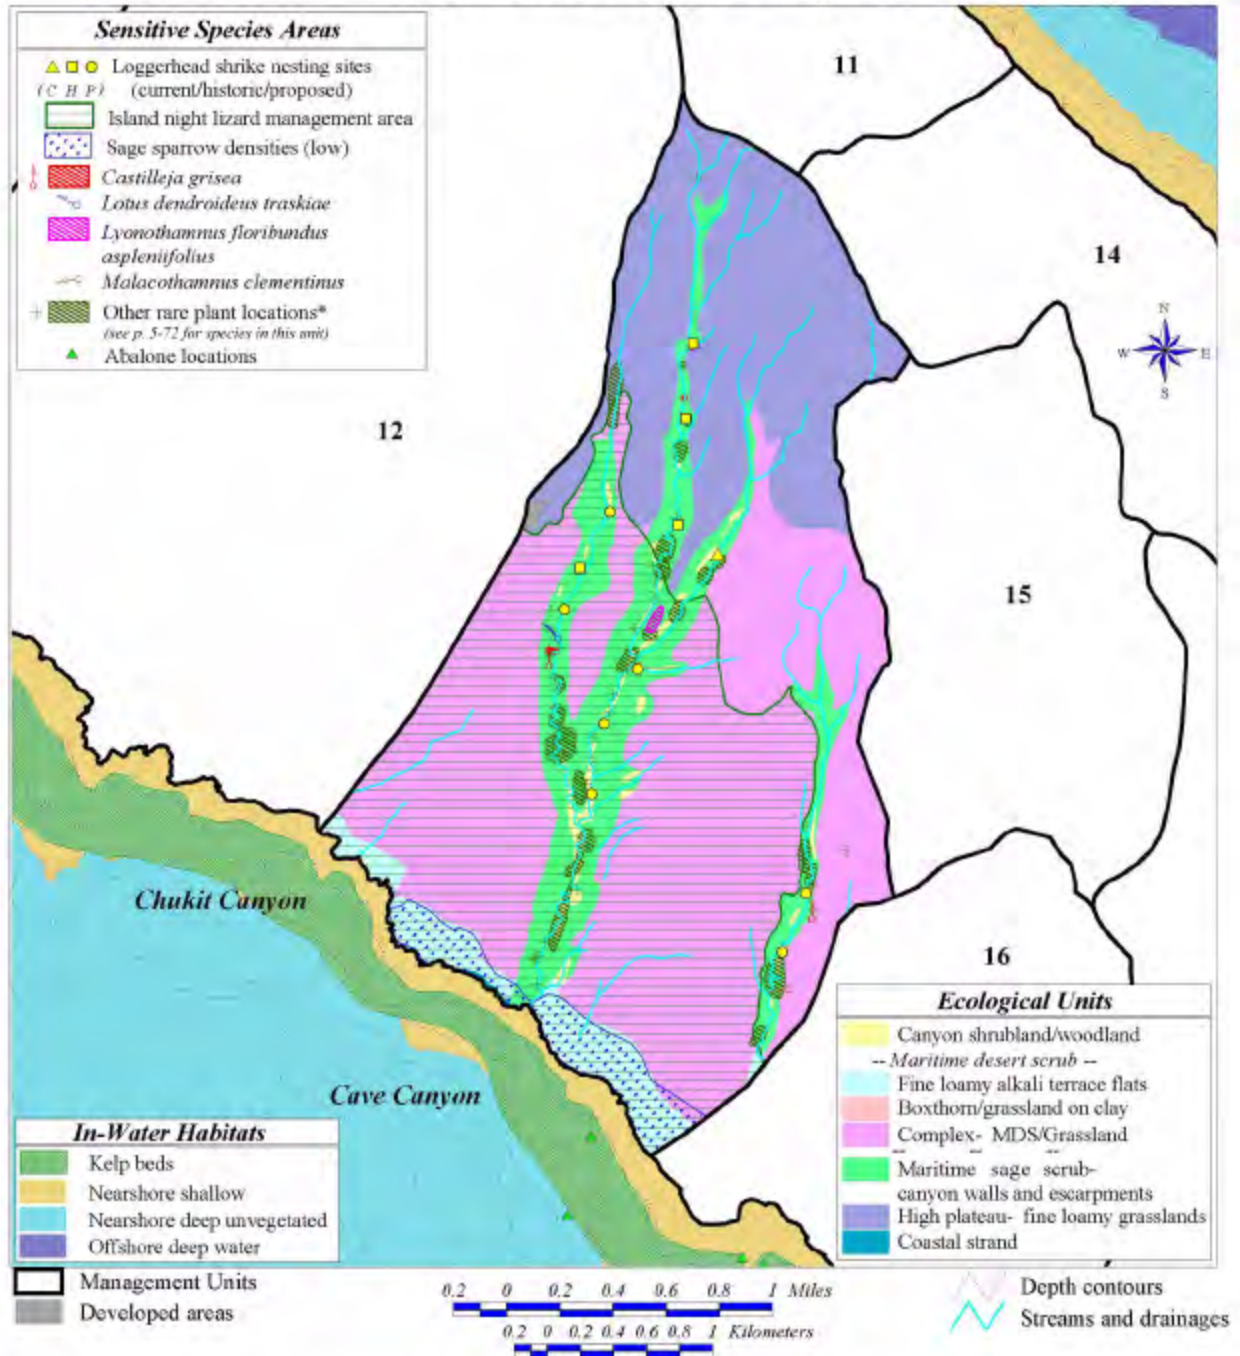 Sensitive Species Areas
Loggerhead shrike nesting sites
(C H P) (current/historic/proposed)
Island night lizard management area
Sage sparrow densities (low)
Castilleja grisea
Lotus dendroideus traskiae
Lyonothamnus floribundus
aspleniifolius
Malacothamnus clementinus
Other rare plant locations*
(see p. 5-72 for species in this unit)
Abalone locations
11
14
N
W E
S
12
15
Chukit Canyon
16
Cave Canyon
Ecological Units
Canyon shrubland/woodland
-- Maritime desert scrub --
Fine loamy alkali terrace flats
Boxthorn/grassland on clay
Complex- MDS/Grassland
Maritime sage scrub-
canyon walls and escarpments
High plateau- fine loamy grasslands
Coastal strand
In-Water Habitats
Kelp beds
Nearshore shallow
Nearshore deep unvegetated
Offshore deep water
Management Units
Developed areas
0.2 0 0.2 0.4 0.6 0.8 1 Miles
0.2 0 0.2 0.4 0.6 0.8 1 Kilometers
Depth contours
Streams and drainages